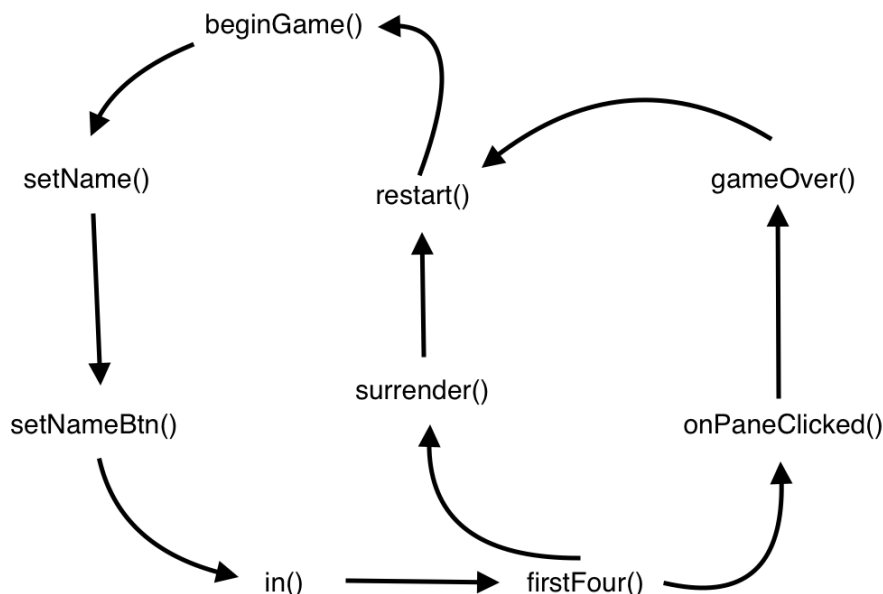 beginGame()
setName()
restart()
gameOver()
surrender()
setNameBtn()
onPaneClicked()
in()
firstFour()